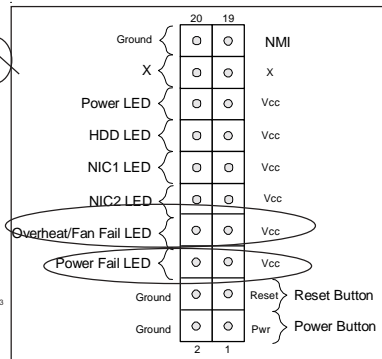 20 19
Ground NMI
X X
Power LED Vcc
HDD LED Vcc
NIC1 LED Vcc
NIC2 LED Vcc
Overheat/Fan Fail LED Vcc
Power Fail LED Vcc
3 Ground Reset Reset Button
Ground Pwr Power Button
2 1